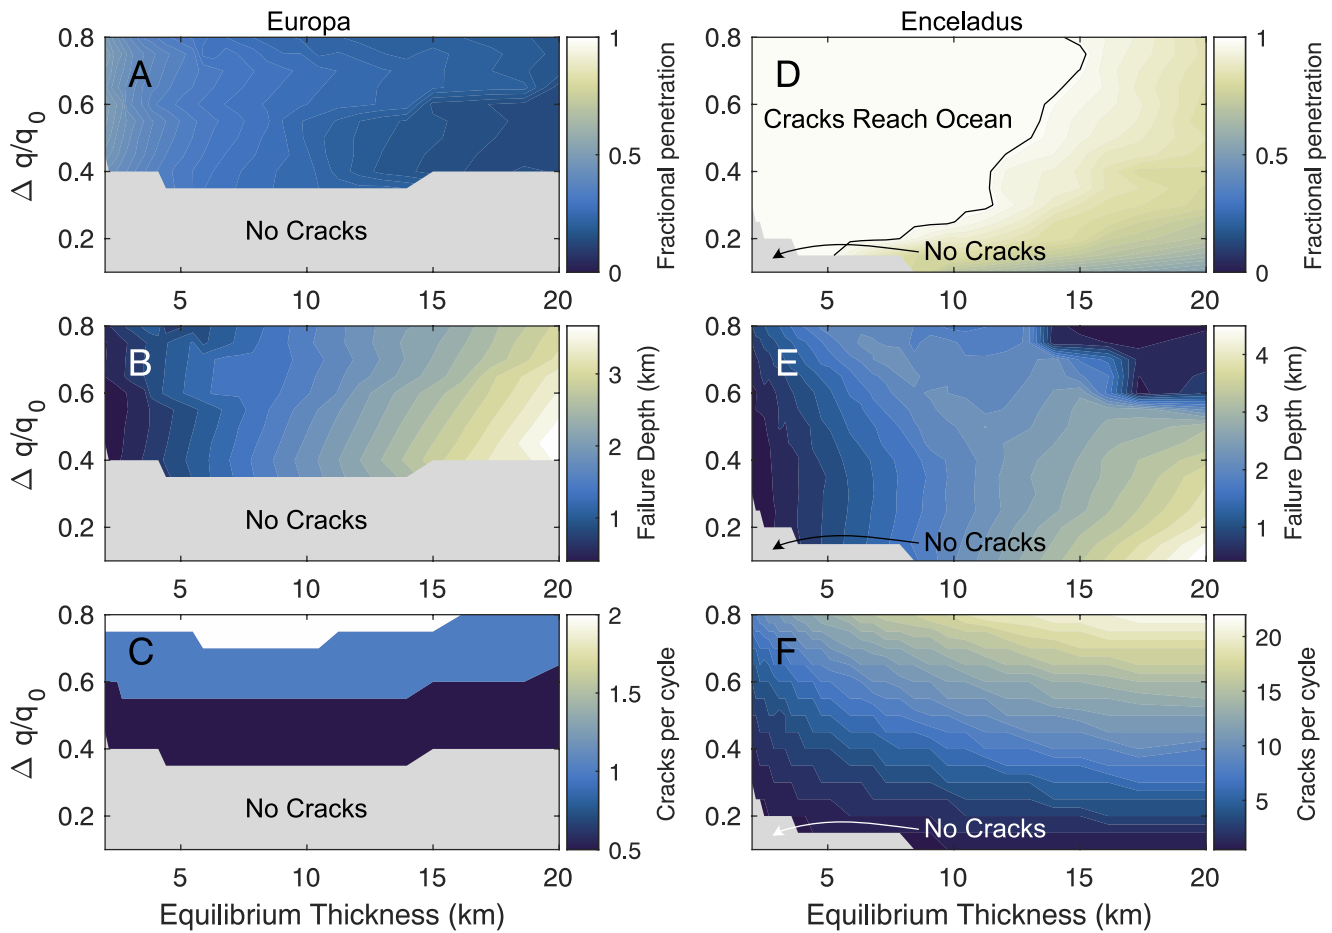 Europa
A
No Cracks
0.8
0.6
0.4
0.2
Δ q/q0
5
10
15
20
1
0.5
0
Fractional penetration
Enceladus
D
Cracks Reach Ocean
No Cracks
0.8
0.6
0.4
0.2
5
10
15
20
1
0.5
0
Fractional penetration
B
No Cracks
0.8
0.6
0.4
0.2
Δ q/q0
5
10
15
20
3
2
1
Failure Depth (km)
E
No Cracks
0.8
0.6
0.4
0.2
5
10
15
20
4
3
2
1
Failure Depth (km)
C
No Cracks
0.8
0.6
0.4
0.2
Δ q/q0
5
10
15
20
Equilibrium Thickness (km)
2
1.5
1
0.5
Cracks per cycle
F
No Cracks
0.8
0.6
0.4
0.2
5
10
15
20
Equilibrium Thickness (km)
20
15
10
5
Cracks per cycle